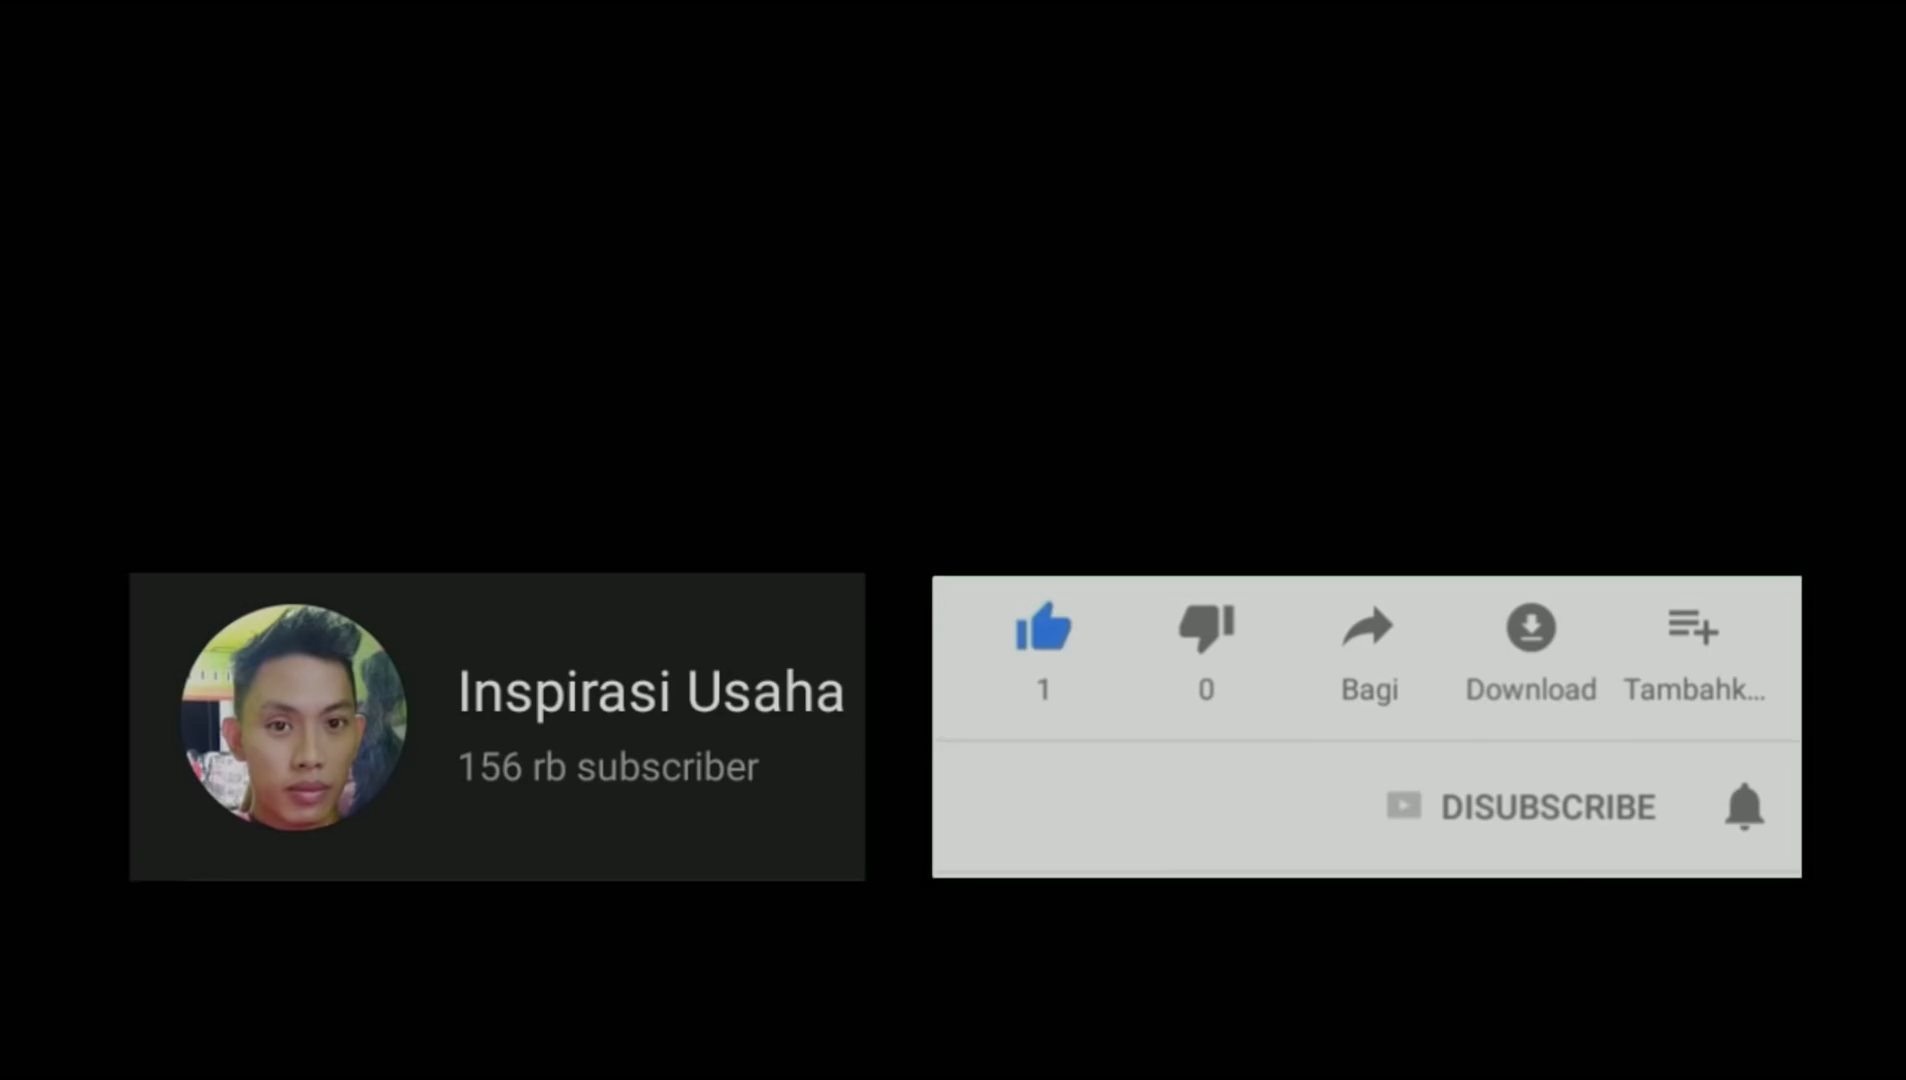 Inspirasi Usaha
156 rb subscriber
1
0
Bagi
Download
Tambahk...
DISUBSCRIBE